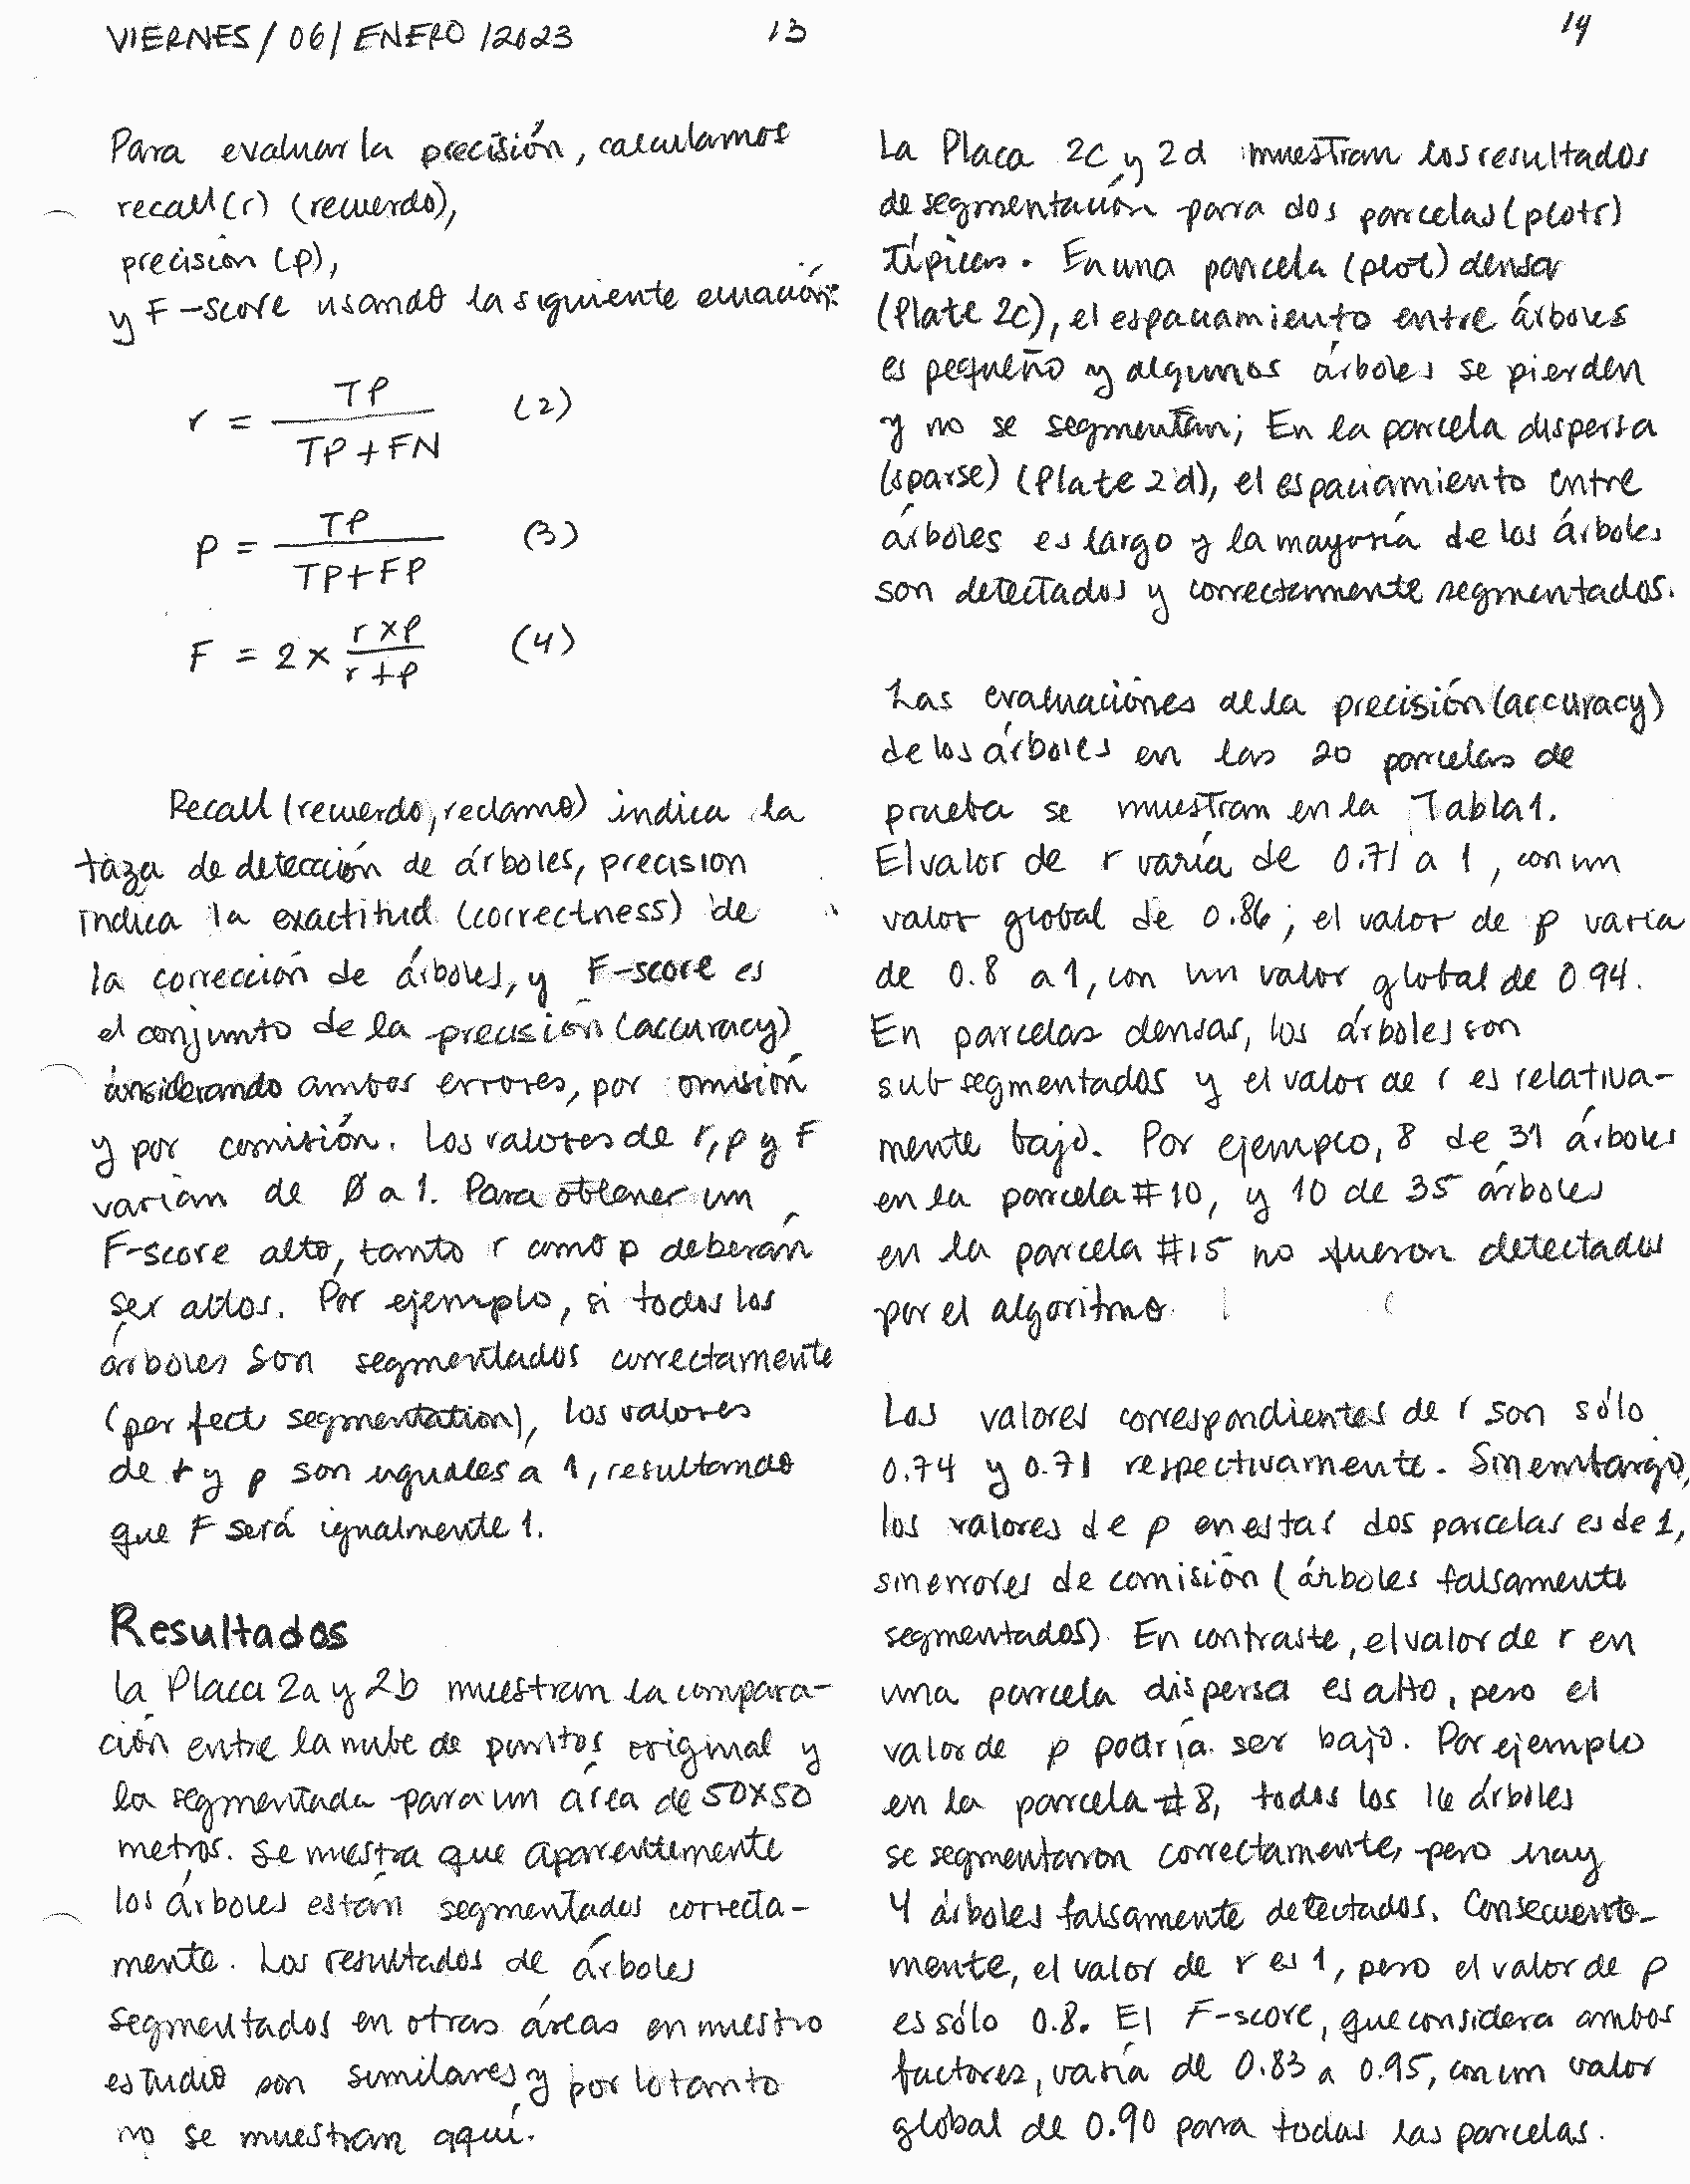 VIERNES/06/ENERO/2023
13
Para evaluar la precisión, calculamos
recall(r) (recuerdo),
precision (p),
y F-score usando la siguiente ecuación:
r = TP / TP+FN (2)
p = TP / TP+FP (3)
F = 2 × r×p / r+p (4)
Recall (recuerdo, reclamo) indica la
taza de detección de árboles, precision
indica la exactitud (correctness) de
la corrección de árboles, y F-score es
el conjunto de la precisión (accuracy)
considerando ambos errores, por omisión
y por comisión. Los valores de r, p y F
varian de Ø a 1. Para obtener un
F-score alto, tanto r como p deberán
ser altos. Por ejemplo, si todos los
árboles son segmentados correctamente
(perfect segmentation), los valores
de r y p son iguales a 1, resultando
que F será igualmente 1.
Resultados
la Placa 2a y 2b muestran la compara-
ción entre la nube de puntos original y
la segmentada para un área de 50x50
metros. Se muestra que aparentemente
los árboles están segmentados correcta-
mente. Los resultados de árboles
segmentados en otras áreas en nuestro
estudio son similares y por lo tanto
no se muestran aquí.
14
La Placa 2c y 2d muestran los resultados
de segmentación para dos parcelas (plots)
típicas. En una parcela (plot) densa
(Plate 2c), el espaciamiento entre árboles
es pequeño y algunos árboles se pierden
y no se segmentan; En la parcela dispersa
(sparse) (Plate 2d), el espaciamiento entre
árboles es largo y la mayoría de los árboles
son detectados y correctamente segmentados.
Las evaluaciónes de la precisión (accuracy)
de los árboles en las 20 parcelas de
prueba se muestran en la Tabla 1.
El valor de r varía de 0.71 a 1, con un
valor global de 0.86; el valor de p varía
de 0.8 a 1, con un valor global de 0.94.
En parcelas densas, los árboles son
sub segmentados y el valor de r es relativa-
mente bajo. Por ejemplo, 8 de 31 árboles
en la parcela #10, y 10 de 35 árboles
en la parcela #15 no fueron detectados
por el algoritmo
Los valores correspondientes de r son sólo
0.74 y 0.71 respectivamente. Sin embargo,
los valores de p en estas dos parcelas es de 1,
sin errores de comisión (árboles falsamente
segmentados). En contraste, el valor de r en
una parcela dispersa es alto, pero el
valor de p podría ser bajo. Por ejemplo
en la parcela #8, todos los 16 árboles
se segmentaron correctamente, pero hay
4 árboles falsamente detectados. Consecuente-
mente, el valor de r es 1, pero el valor de p
es sólo 0.8. El F-score, que considera ambos
factores, varía de 0.83 a 0.95, con un valor
global de 0.90 para todas las parcelas.